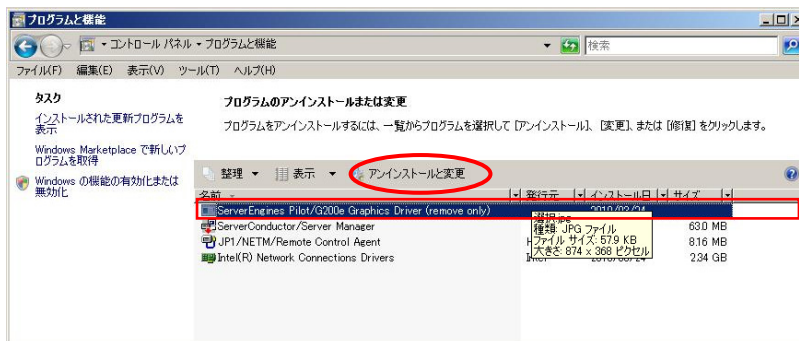 プログラムと機能
コントロール パネル プログラムと機能 検索
ファイル(F) 編集(E) 表示(V) ツール(T) ヘルプ(H)
タスク
インストールされた更新プログラムを
表示
Windows Marketplace で新しいプ
ログラムを取得
Windows の機能の有効化または
無効化
プログラムのアンインストールまたは変更
プログラムをアンインストールするには、一覧からプログラムを選択して [アンインストール]、[変更]、または [修復] をクリックします。
整理 表示 アンインストールと変更
名前 発行元 インストール日 サイズ
ServerEngines Pilot/G200e Graphics Driver (remove only) 2010/03/24
ServerConductor/Server Manager 63.0 MB
JP1/NETM/Remote Control Agent 8.16 MB
Intel(R) Network Connections Drivers Intel 2010/03/24 2.34 GB
選択.jpg
種類: JPG ファイル
ファイル サイズ: 57.9 KB
大きさ: 874 x 368 ピクセル